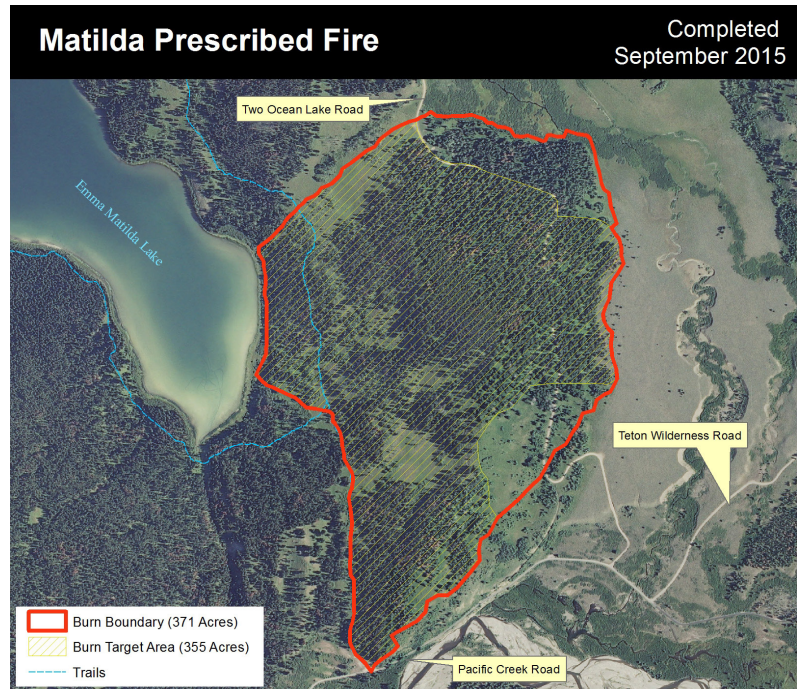 Matilda Prescribed Fire
Completed
September 2015
Two Ocean Lake Road
Emma Matilda Lake
Teton Wilderness Road
Burn Boundary (371 Acres)
Burn Target Area (355 Acres)
Trails
Pacific Creek Road